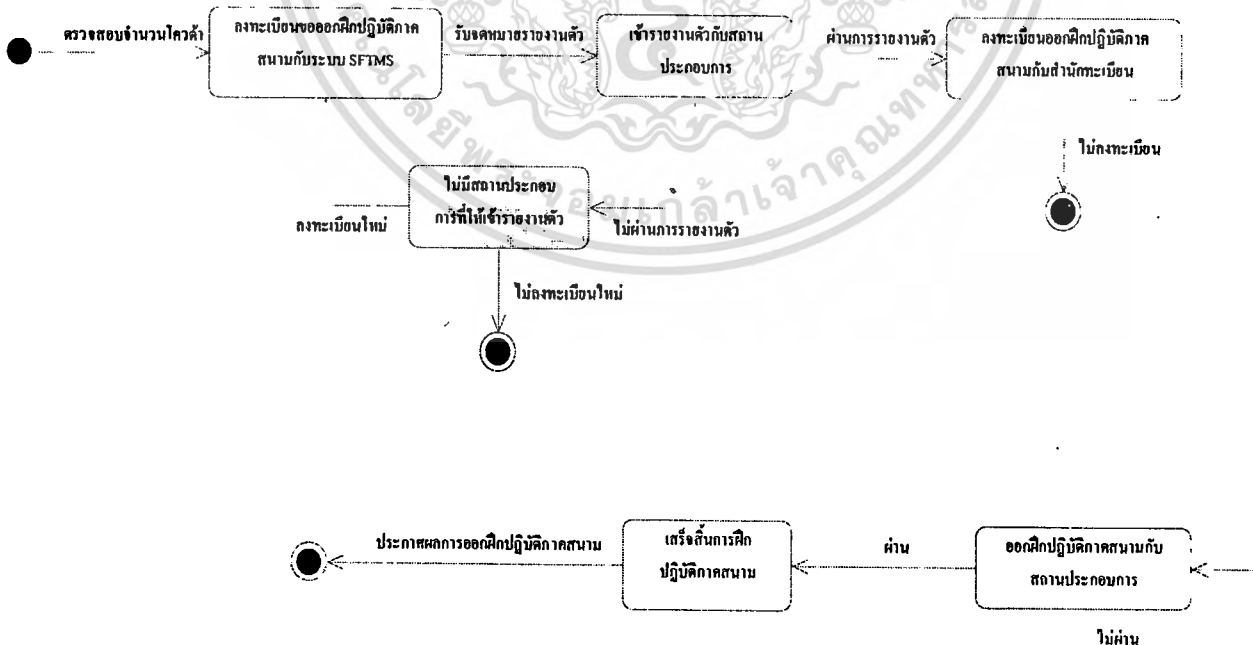 ตรวจสอบจำนวนโควต้า
ลงทะเบียนขอออกฝึกปฏิบัติภาค
สนามกับระบบ SFTMS
รับจดหมายรายงานตัว
เข้ารายงานตัวกับสถาน
ประกอบการ
ผ่านการรายงานตัว
ลงทะเบียนออกฝึกปฏิบัติภาค
สนามกับสำนักทะเบียน
ไม่ลงทะเบียน
ไม่มีสถานประกอบ
การที่ให้เข้ารายงานตัว
ลงทะเบียนใหม่
ไม่ผ่านการรายงานตัว
ไม่ลงทะเบียนใหม่
ประกาศผลการออกฝึกปฏิบัติภาคสนาม
เสร็จสิ้นการฝึก
ปฏิบัติภาคสนาม
ผ่าน
ออกฝึกปฏิบัติภาคสนามกับ
สถานประกอบการ
ไม่ผ่าน